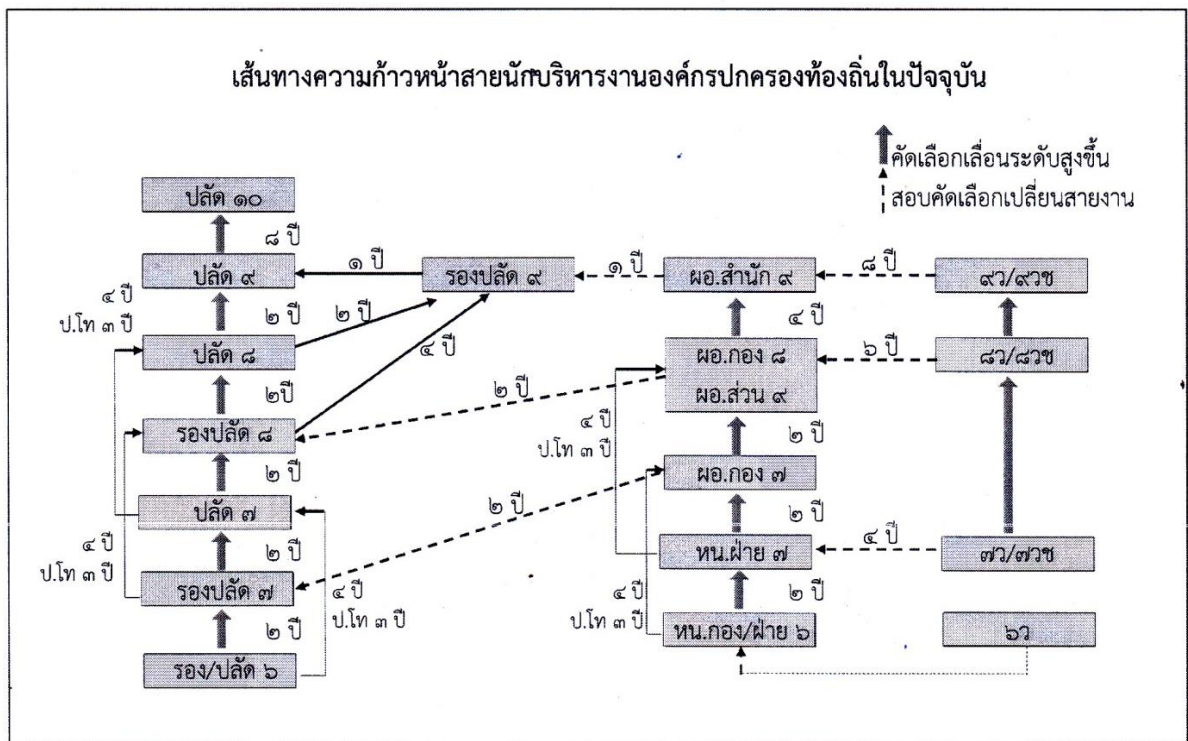 เส้นทางความก้าวหน้าสายนักบริหารงานองค์กรปกครองท้องถิ่นในปัจจุบัน
คัดเลือกเลื่อนระดับสูงขึ้น
สอบคัดเลือกเปลี่ยนสายงาน
ปลัด ๑๐
๘ ปี
ปลัด ๙
๑ ปี
รองปลัด ๙
๑ ปี
ผอ.สำนัก ๙
๘ ปี
๙ว/๙วช
๔ ปี
ป.โท ๓ ปี
๒ ปี
๒ ปี
๔ ปี
๔ ปี
ปลัด ๘
ผอ.กอง ๘
ผอ.ส่วน ๙
๖ ปี
๘ว/๘วช
๒ปี
๒ ปี
รองปลัด ๘
๔ ปี
ป.โท ๓ ปี
๒ ปี
๒ ปี
ผอ.กอง ๗
ปลัด ๗
๒ ปี
๒ ปี
๔ ปี
ป.โท ๓ ปี
๒ ปี
หน.ฝ่าย ๗
๔ ปี
๗ว/๗วช
รองปลัด ๗
๔ ปี
ป.โท ๓ ปี
๔ ปี
ป.โท ๓ ปี
๒ ปี
๒ ปี
หน.กอง/ฝ่าย ๖
๖ว
รอง/ปลัด ๖